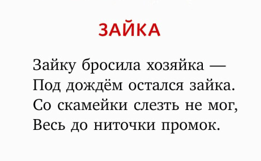 ЗАЙКА
Зайку бросила хозяйка —
Под дождём остался зайка.
Со скамейки слезть не мог,
Весь до ниточки промок.